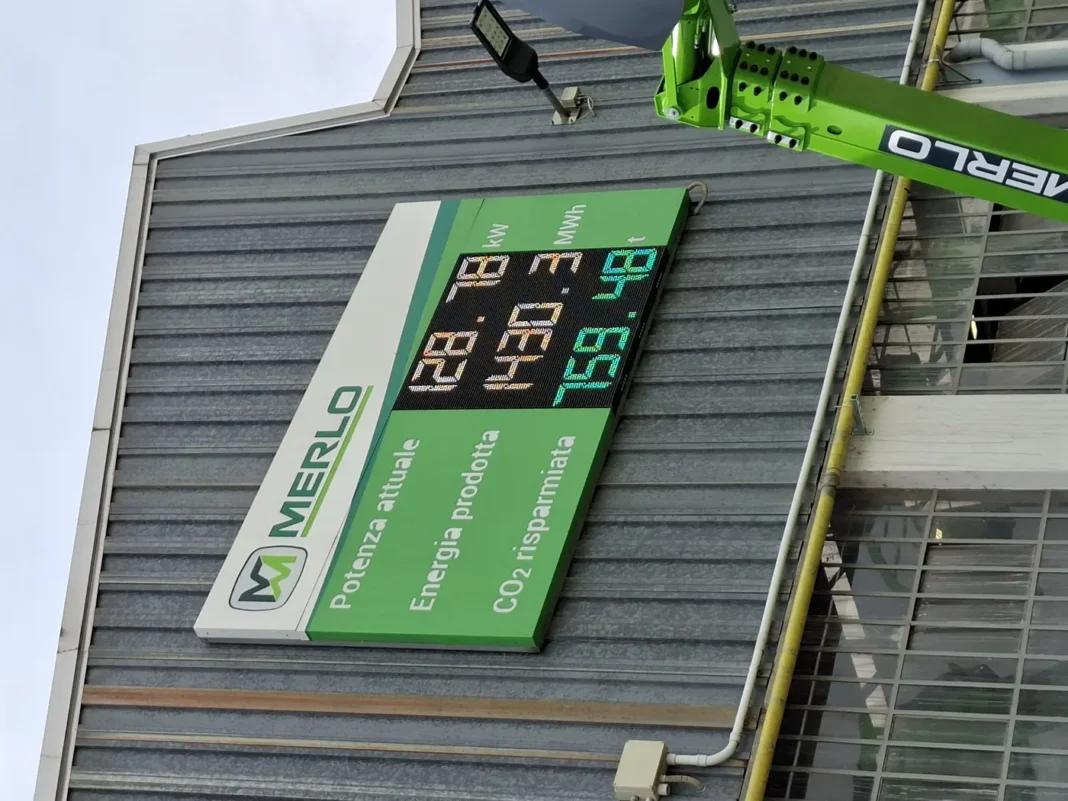 MERLO
Potenza attuale 128.78 kW
Energia prodotta 1430.3 MWh
CO2 risparmiata 759.48 t
MERLO